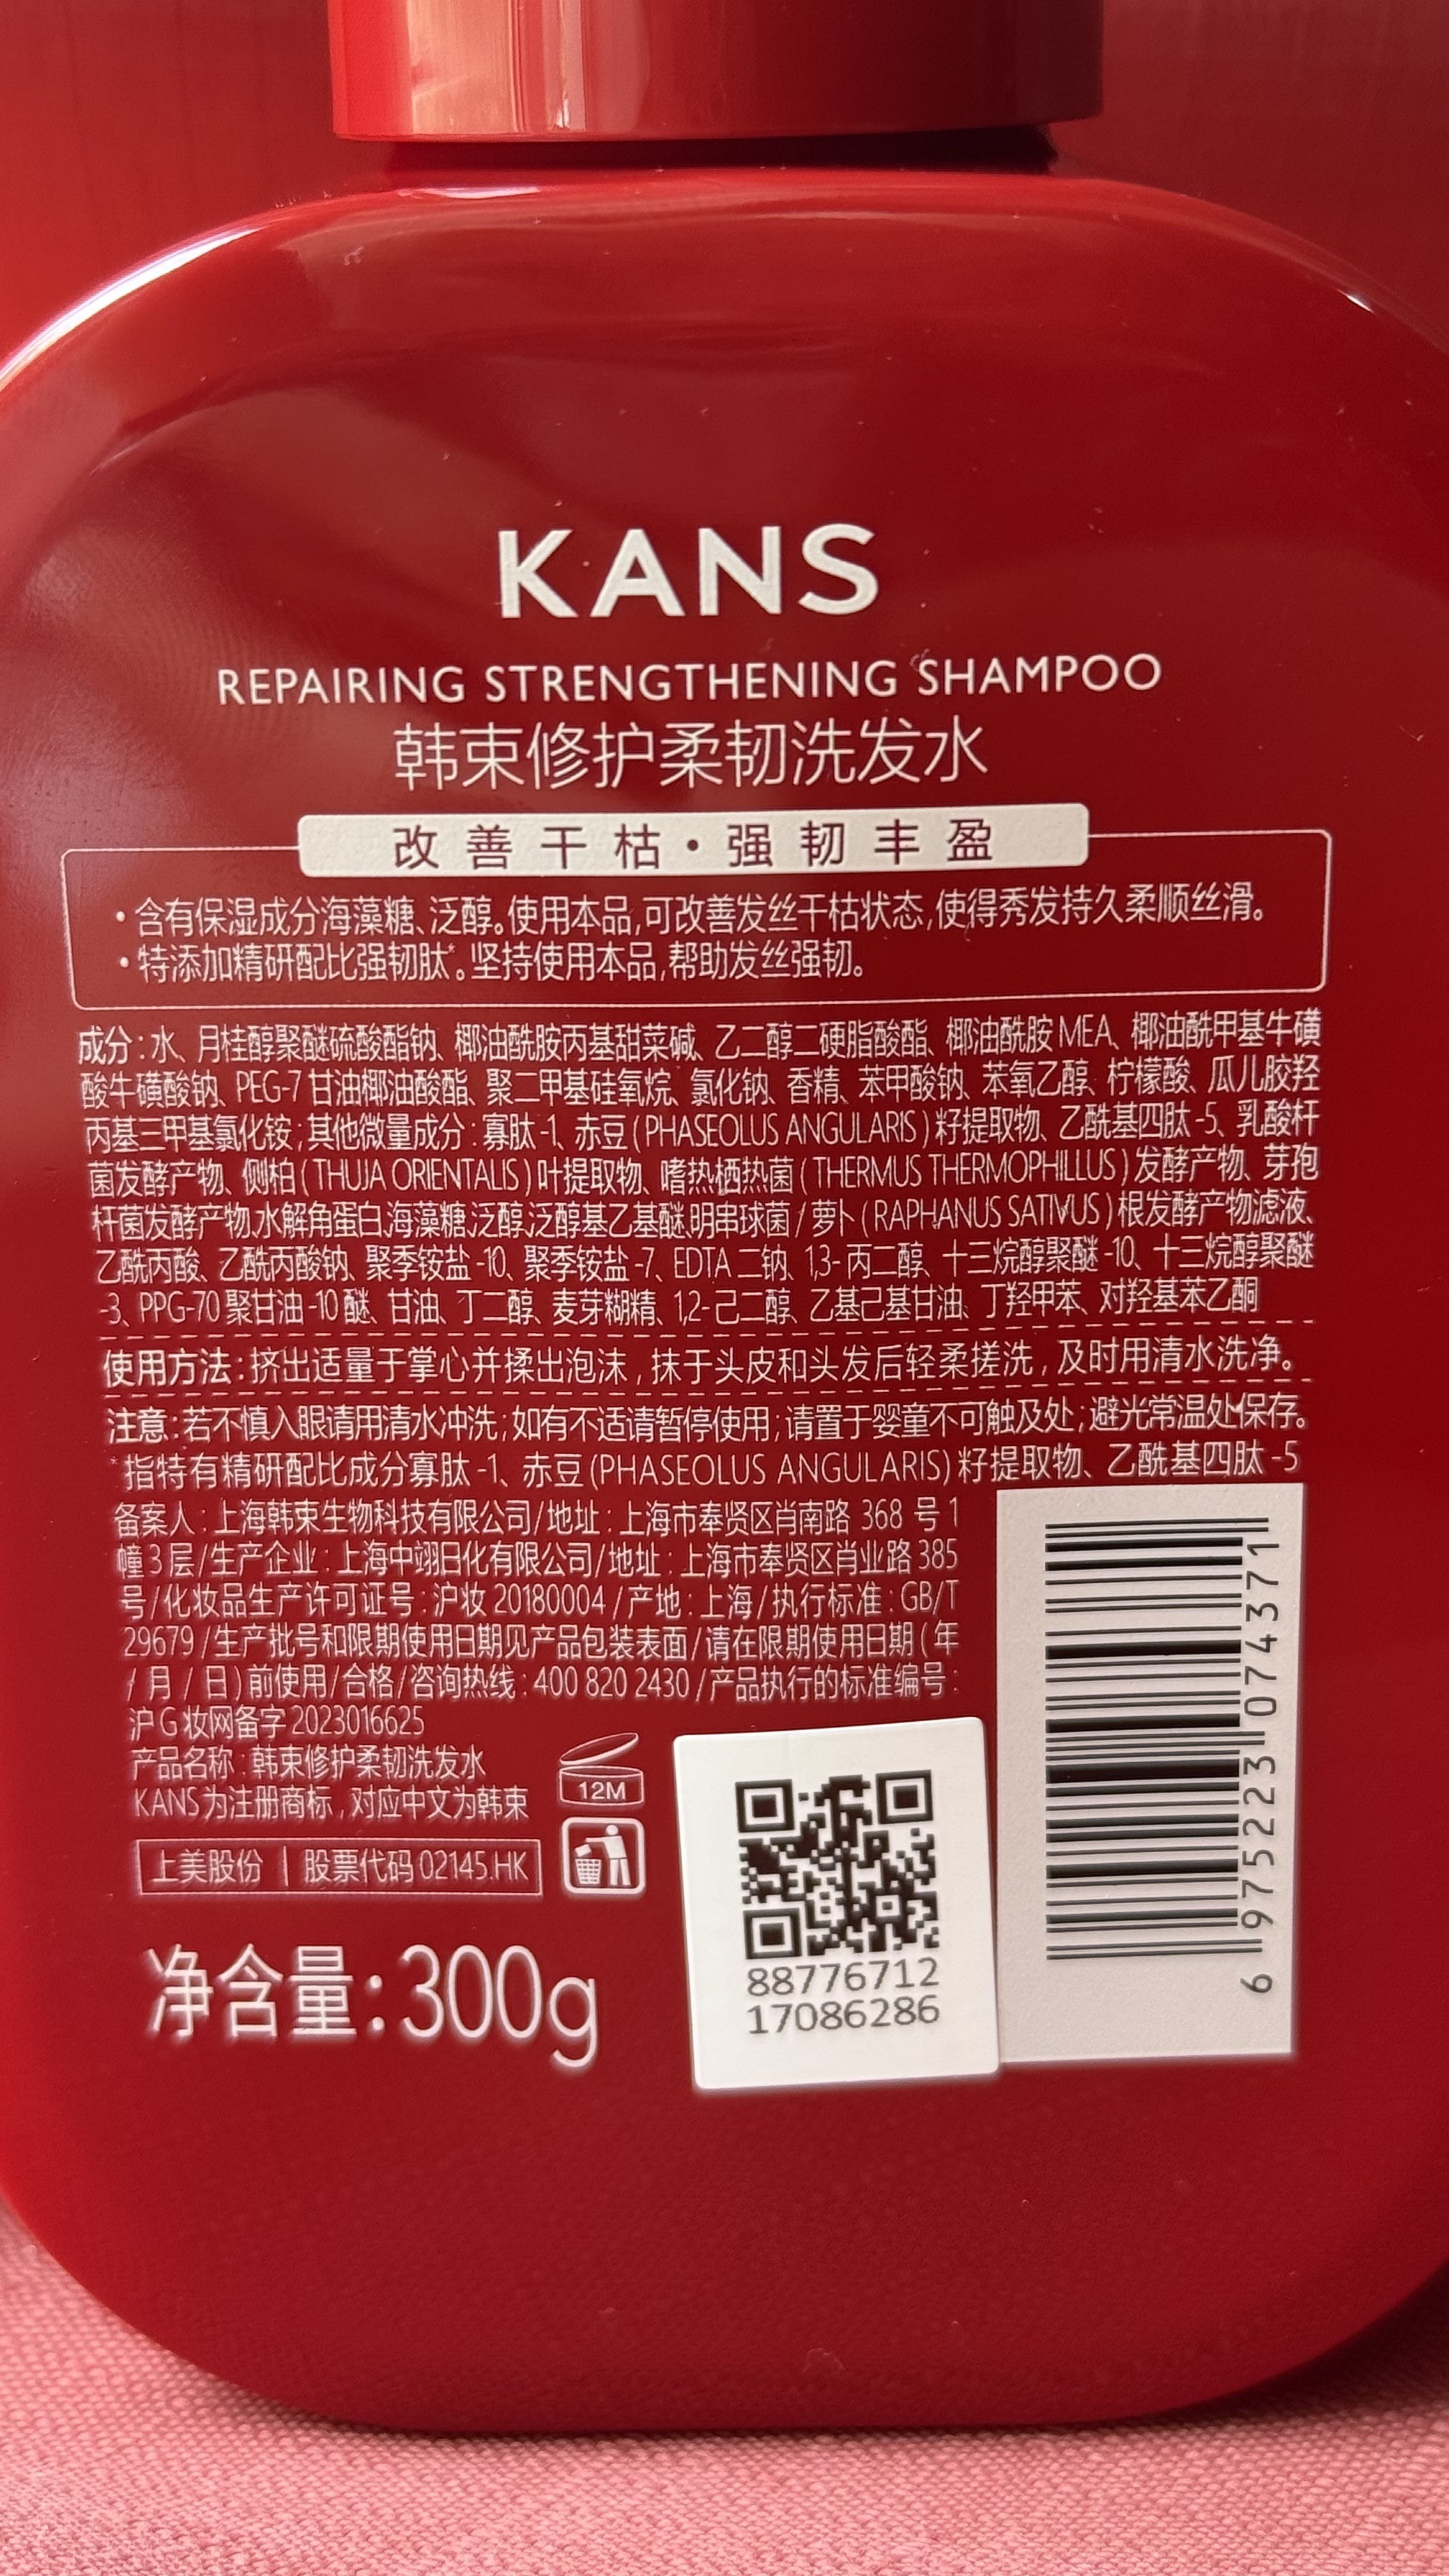 KANS
REPAIRING STRENGTHENING SHAMPOO
韩束修护柔韧洗发水
改善干枯·强韧丰盈
•含有保湿成分海藻糖、泛醇。使用本品,可改善发丝干枯状态,使得秀发持久柔顺丝滑。
•特添加精研配比强韧肽*。坚持使用本品,帮助发丝强韧。
成分:水、月桂醇聚醚硫酸酯钠、椰油酰胺丙基甜菜碱、乙二醇二硬脂酸酯、椰油酰胺 MEA、椰油酰甲基牛磺
酸牛磺酸钠、PEG-7 甘油椰油酸酯、聚二甲基硅氧烷、氯化钠、香精、苯甲酸钠、苯氧乙醇、柠檬酸、瓜儿胶羟
丙基三甲基氯化铵;其他微量成分:寡肽-1、赤豆(PHASEOLUS ANGULARIS)籽提取物、乙酰基四肽-5、乳酸杆
菌发酵产物、侧柏(THUJA ORIENTALIS)叶提取物、嗜热栖热菌(THERMUS THERMOPHILLUS)发酵产物、芽孢
杆菌发酵产物、水解角蛋白、海藻糖、泛醇、泛醇基乙基醚、明串球菌/萝卜(RAPHANUS SATIVUS)根发酵产物滤液、
乙酰丙酸、乙酰丙酸钠、聚季铵盐-10、聚季铵盐-7、EDTA 二钠、1,3-丙二醇、十三烷醇聚醚-10、十三烷醇聚醚
-3、PPG-70 聚甘油-10 醚、甘油、丁二醇、麦芽糊精、1,2-己二醇、乙基己基甘油、丁羟甲苯、对羟基苯乙酮
使用方法:挤出适量于掌心并揉出泡沫,抹于头皮和头发后轻柔搓洗,及时用清水洗净。
注意:若不慎入眼请用清水冲洗;如有不适请暂停使用;请置于婴童不可触及处;避光常温处保存。
*指特有精研配比成分寡肽-1、赤豆(PHASEOLUS ANGULARIS)籽提取物、乙酰基四肽-5
备案人:上海韩束生物科技有限公司/地址:上海市奉贤区肖南路 368 号 1
幢 3 层/生产企业:上海中翊日化有限公司/地址:上海市奉贤区肖业路 385
号/化妆品生产许可证号:沪妆 20180004/产地:上海/执行标准:GB/T
29679/生产批号和限期使用日期见产品包装表面/请在限期使用日期(年
/月/日)前使用/合格/咨询热线:400 820 2430/产品执行的标准编号:
沪G妆网备字2023016625
产品名称:韩束修护柔韧洗发水
KANS为注册商标,对应中文为韩束
12M
上美股份 | 股票代码 02145.HK
净含量:300g
88776712
17086286
6 975223 074371